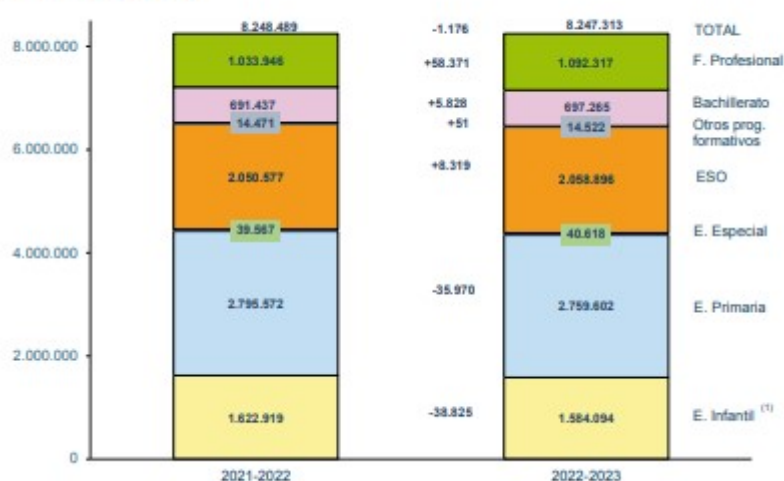 8.248.489 -1.176 8.247.313 TOTAL
8.000.000
1.033.946 +58.371 1.092.317 F. Profesional
691.437 +5.828 697.265 Bachillerato
14.471 +51 14.522 Otros prog.
formativos
6.000.000
2.050.577 +8.319 2.058.896 ESO
39.567 40.618 E. Especial
4.000.000
2.795.572 -35.970 2.759.602 E. Primaria
2.000.000
1.622.919 -38.825 1.584.094 E. Infantil (1)
0
2021-2022 2022-2023